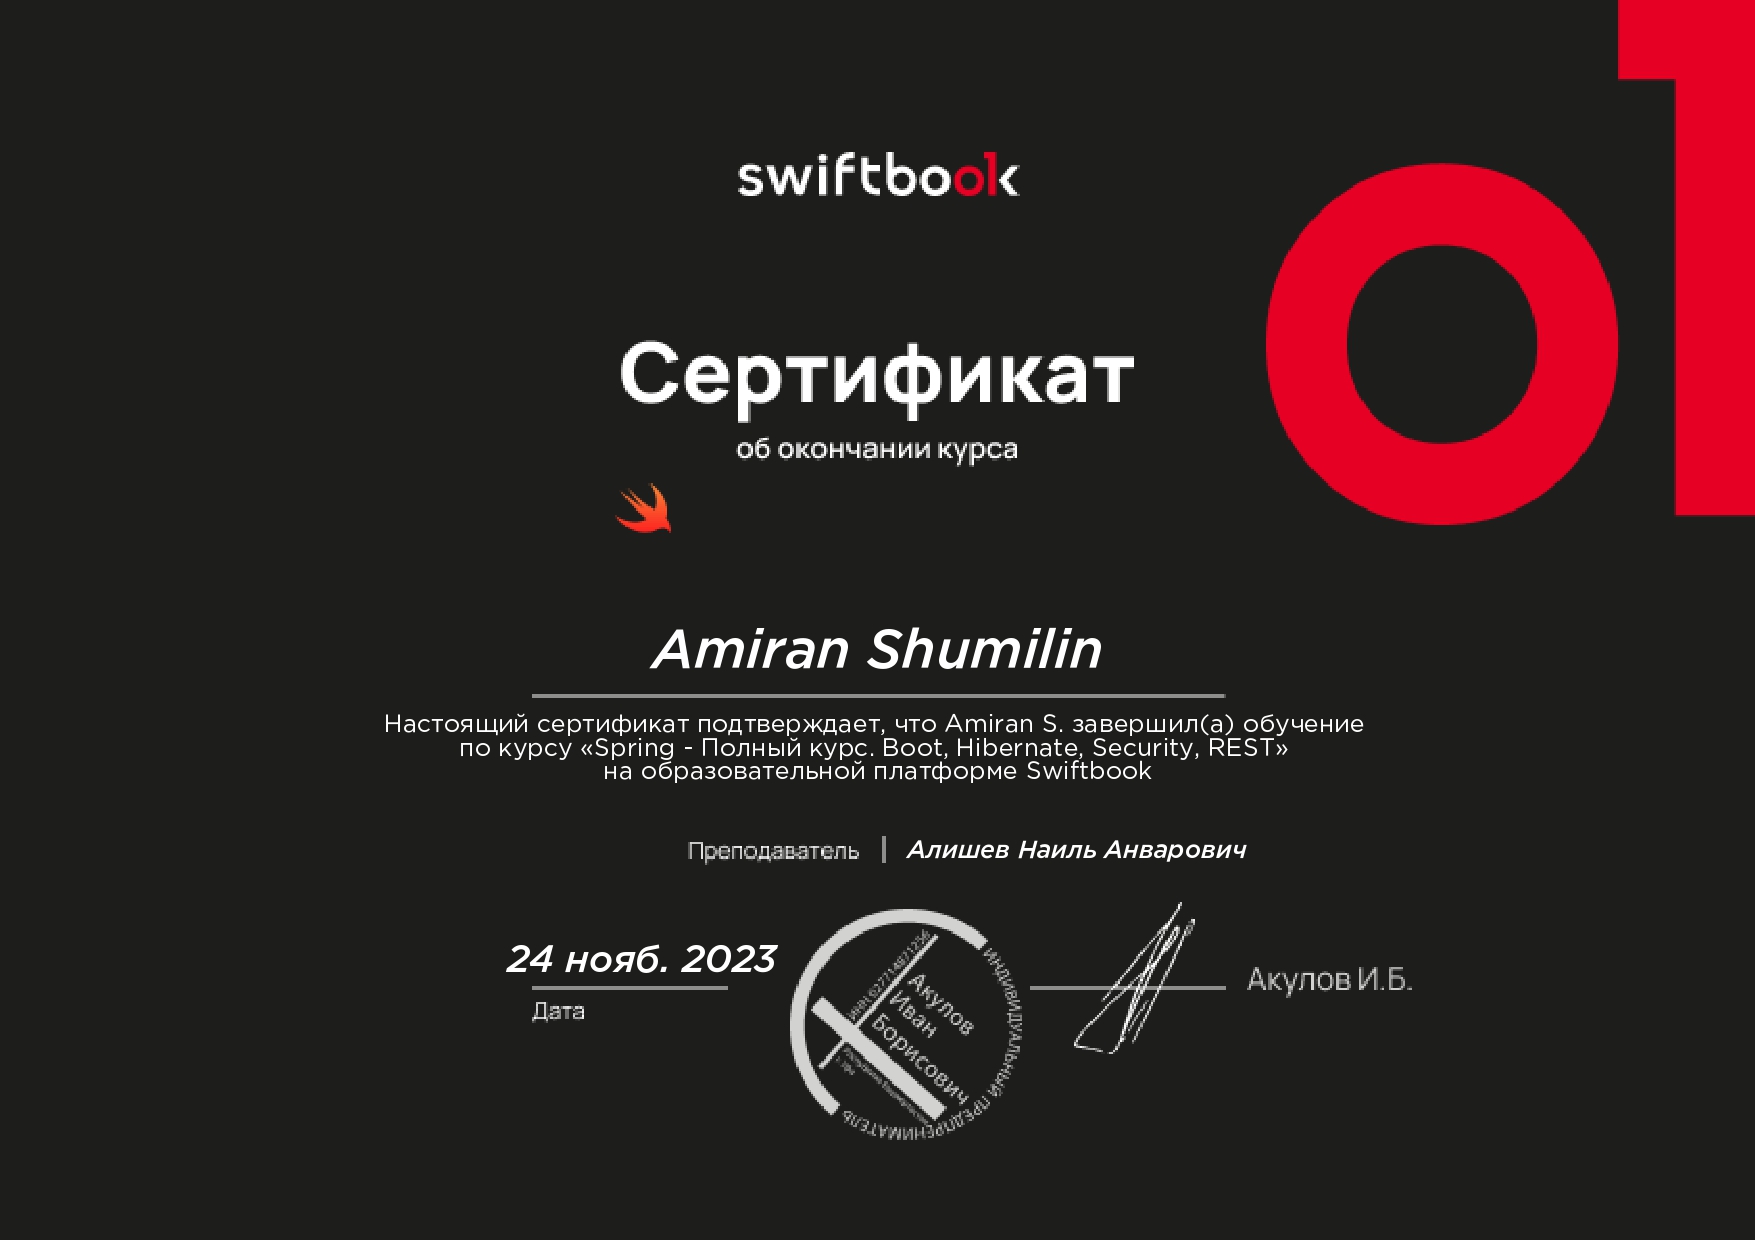 swiftbook
Сертификат
об окончании курса
Amiran Shumilin
Настоящий сертификат подтверждает, что Amiran S. завершил(а) обучение
по курсу «Spring - Полный курс. Boot, Hibernate, Security, REST»
на образовательной платформе Swiftbook
Преподаватель | Алишев Наиль Анварович
24 нояб. 2023
Дата
ИНДИВИДУАЛЬНЫЙ ПРЕДПРЕНИМАТЕЛЬ
Акулов
Иван
Борисович
Акулов И.Б.